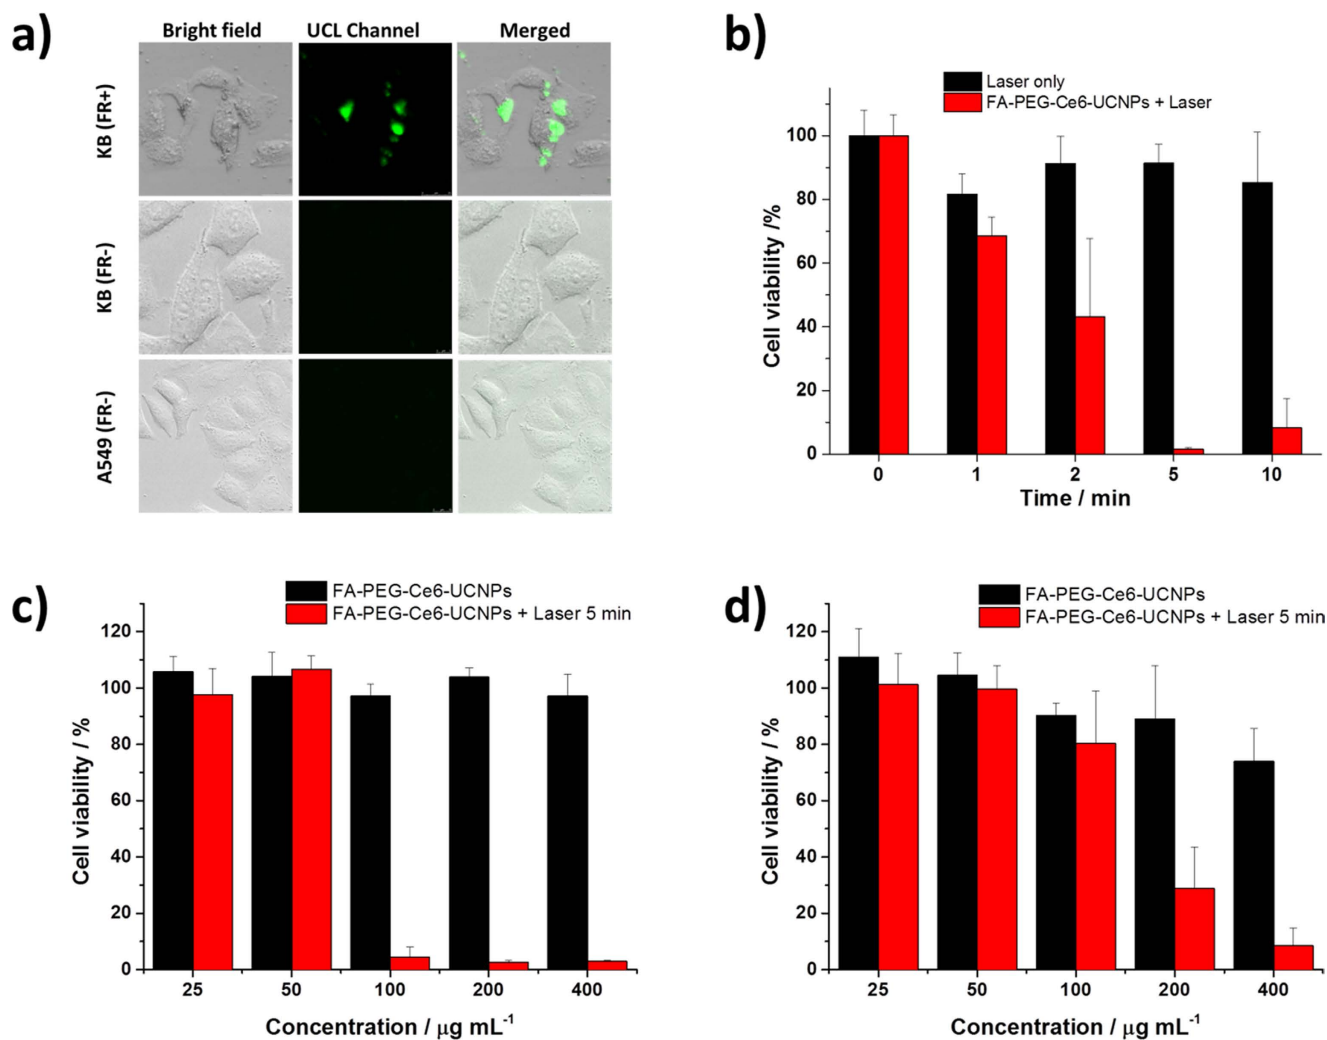 a)
Bright field UCL Channel Merged
KB (FR+)
KB (FR-)
A549 (FR-)
b)
Laser only
FA-PEG-Ce6-UCNPs + Laser
Cell viability /%
100
80
60
40
20
0
0 1 2 5 10
Time / min
c)
FA-PEG-Ce6-UCNPs
FA-PEG-Ce6-UCNPs + Laser 5 min
Cell viability / %
120
100
80
60
40
20
0
25 50 100 200 400
Concentration / μg mL⁻¹
d)
FA-PEG-Ce6-UCNPs
FA-PEG-Ce6-UCNPs + Laser 5 min
Cell viability / %
120
100
80
60
40
20
0
25 50 100 200 400
Concentration / μg mL⁻¹